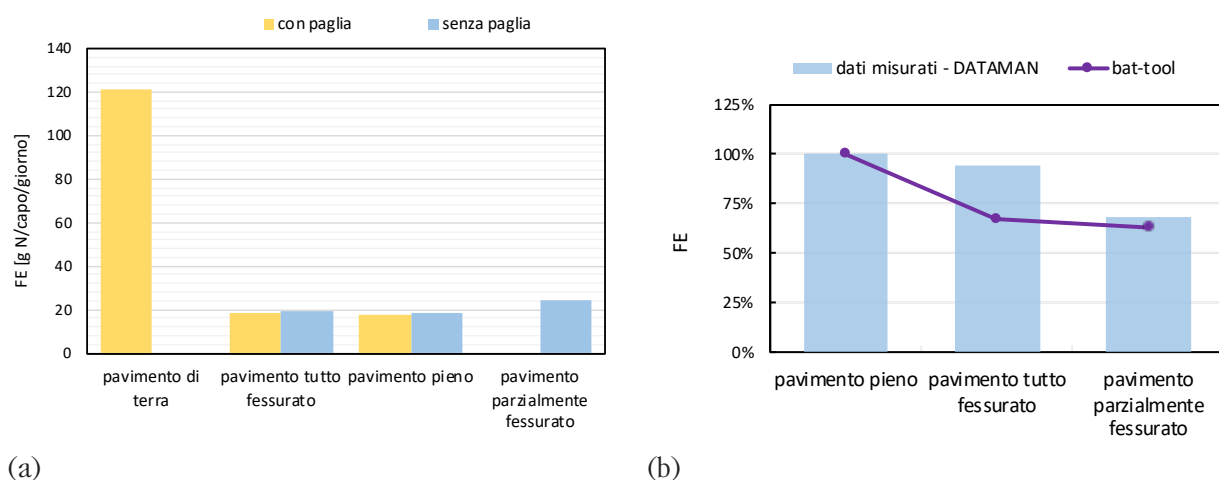 con paglia senza paglia
140
120
100
80
60
40
20
0
FE [g N/capo/giorno]
pavimento di terra
pavimento tutto fessurato
pavimento pieno
pavimento parzialmente fessurato
(a)
dati misurati - DATAMAN bat-tool
125%
100%
75%
50%
25%
0%
FE
pavimento pieno
pavimento tutto fessurato
pavimento parzialmente fessurato
(b)